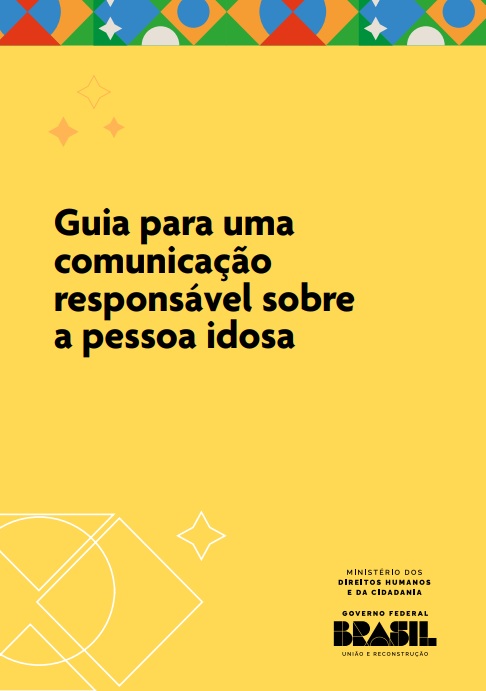 Guia para uma
comunicação
responsável sobre
a pessoa idosa
MINISTÉRIO DOS
DIREITOS HUMANOS
E DA CIDADANIA
GOVERNO FEDERAL
BRASIL
UNIÃO E RECONSTRUÇÃO